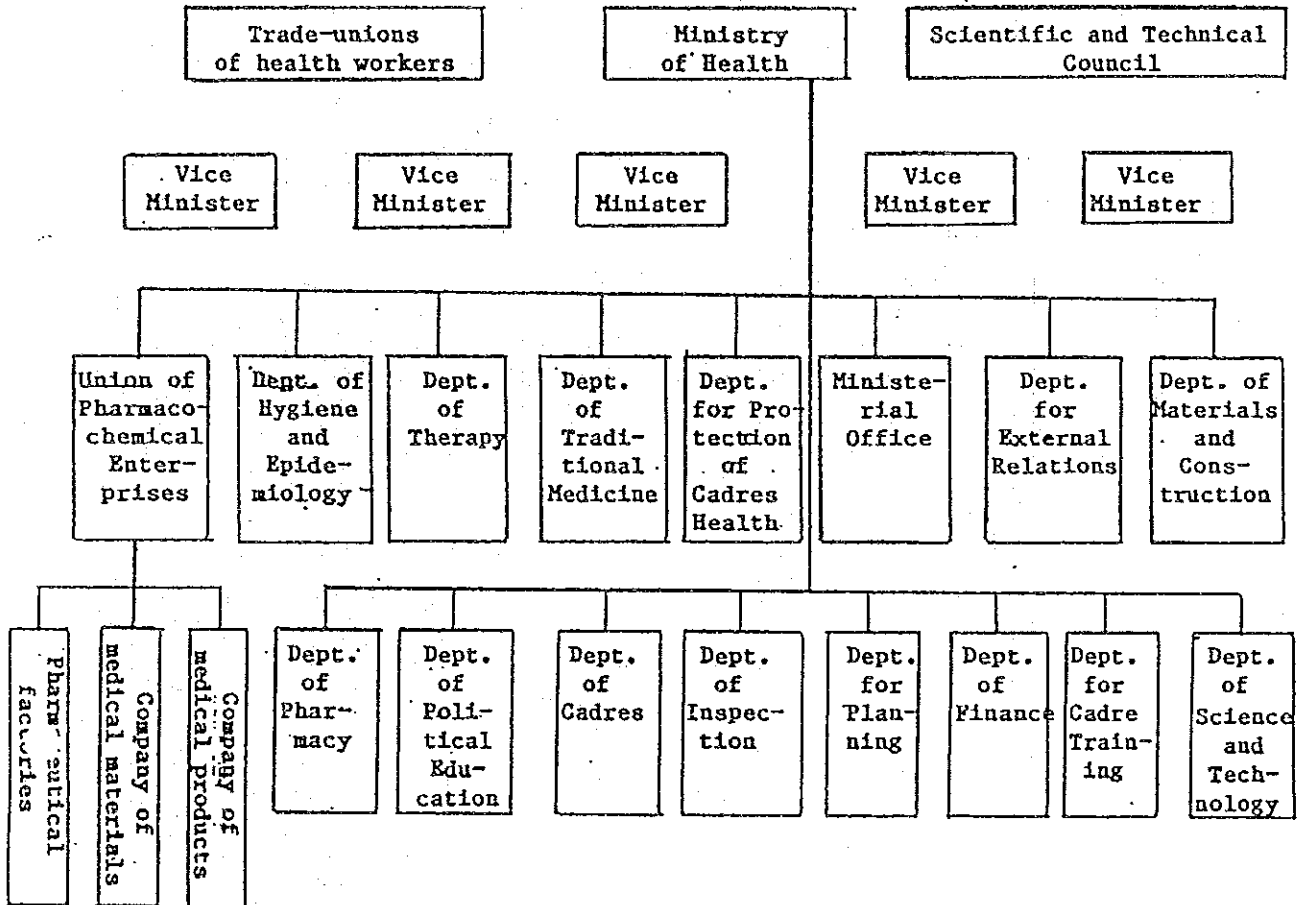 Trade-unions
of health workers
Ministry
of Health
Scientific and Technical
Council
Vice
Minister
Vice
Minister
Vice
Minister
Vice
Minister
Vice
Minister
Union of
Pharmaco-
chemical
Enter-
prises
Dept. of
Hygiene
and
Epide-
miology
Dept.
of
Therapy
Dept.
of
Tradi-
tional
Medicine
Dept.
for Pro-
tection
of
Cadres
Health
Ministe-
rial
Office
Dept.
for
External
Relations
Dept. of
Materials
and
Cons-
truction
factories
Company of
medical materials
Company of
medical products
Dept.
of
Phar-
macy
Dept.
of
Poli-
tical
Edu-
cation
Dept.
of
Cadres
Dept.
of
Inspec-
tion
Dept.
for
Plan-
ning
Dept.
of
Finance
Dept.
for
Cadre
Train-
ing
Dept.
of
Science
and
Tech-
nology